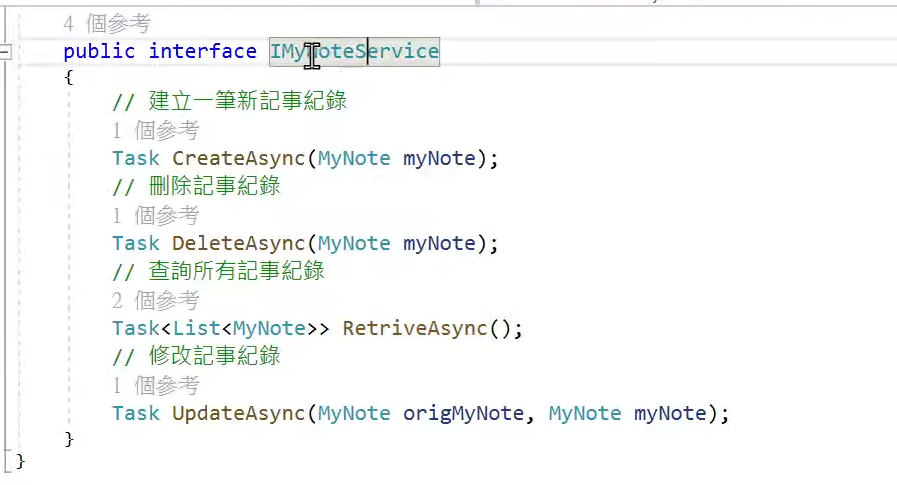 4 個參考
public interface IMyNoteService
{
// 建立一筆新記事紀錄
1 個參考
Task CreateAsync(MyNote myNote);
// 刪除記事紀錄
1 個參考
Task DeleteAsync(MyNote myNote);
// 查詢所有記事紀錄
2 個參考
Task<List<MyNote>> RetriveAsync();
// 修改記事紀錄
1 個參考
Task UpdateAsync(MyNote origMyNote, MyNote myNote);
}
}